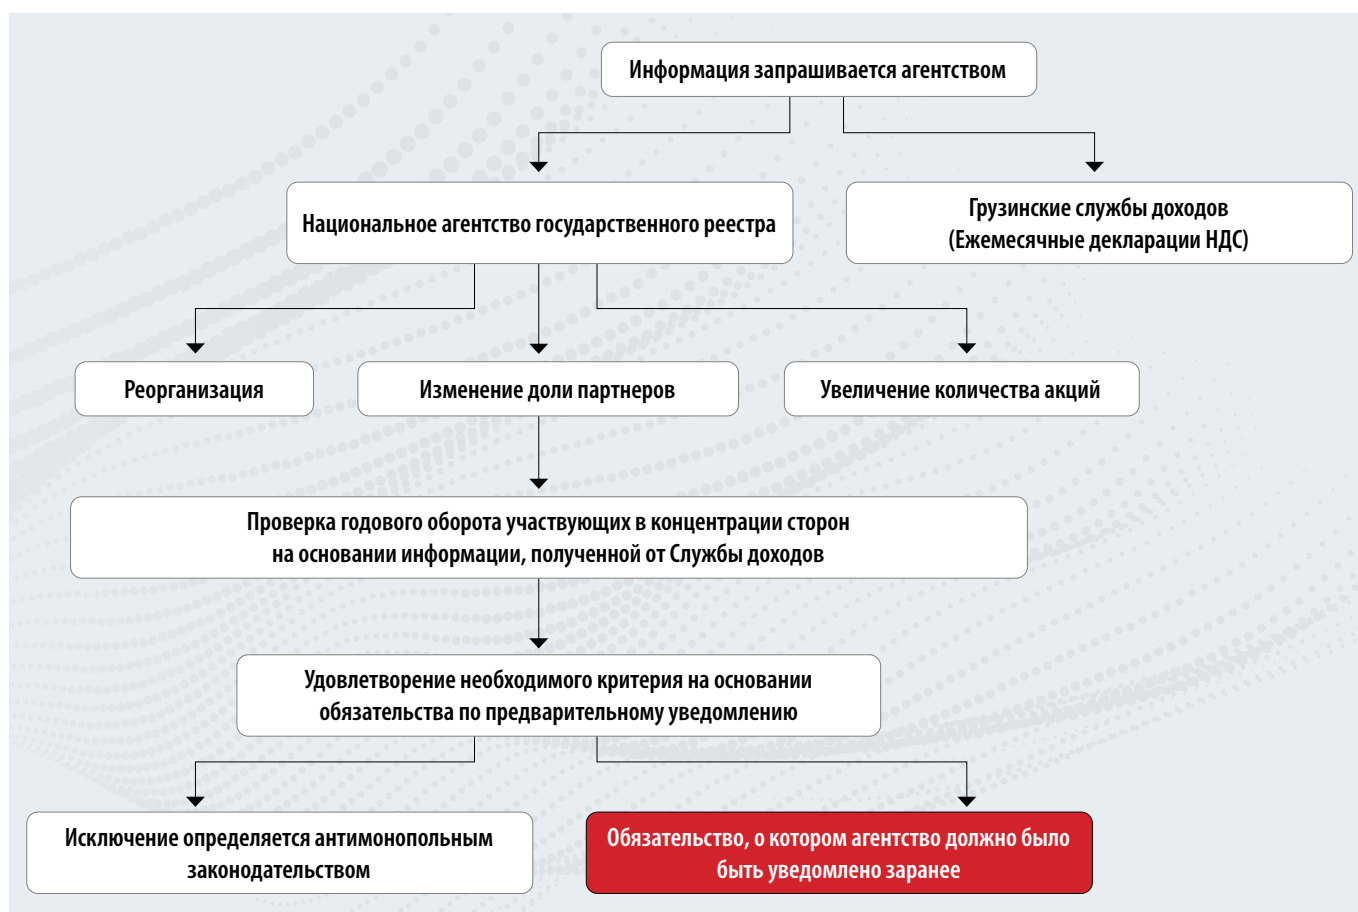 Информация запрашивается агентством
Национальное агентство государственного реестра
Грузинские службы доходов
(Ежемесячные декларации НДС)
Реорганизация
Изменение доли партнеров
Увеличение количества акций
Проверка годового оборота участвующих в концентрации сторон
на основании информации, полученной от Службы доходов
Удовлетворение необходимого критерия на основании
обязательства по предварительному уведомлению
Исключение определяется антимонопольным
законодательством
Обязательство, о котором агентство должно было
быть уведомлено заранее